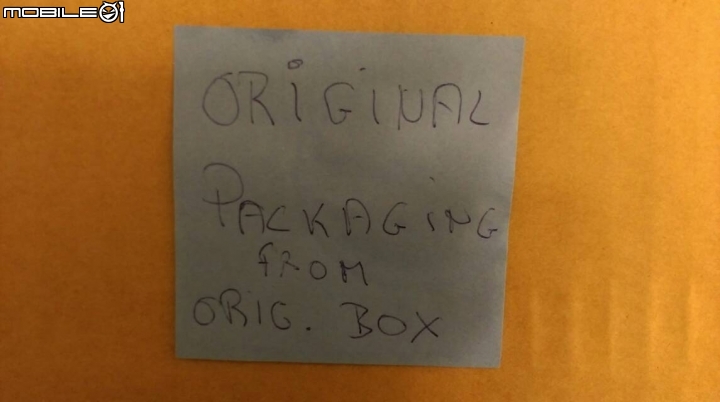 MOBILE01
ORiGiNAL
PACKAGiNG
FROM
ORIG. BOX